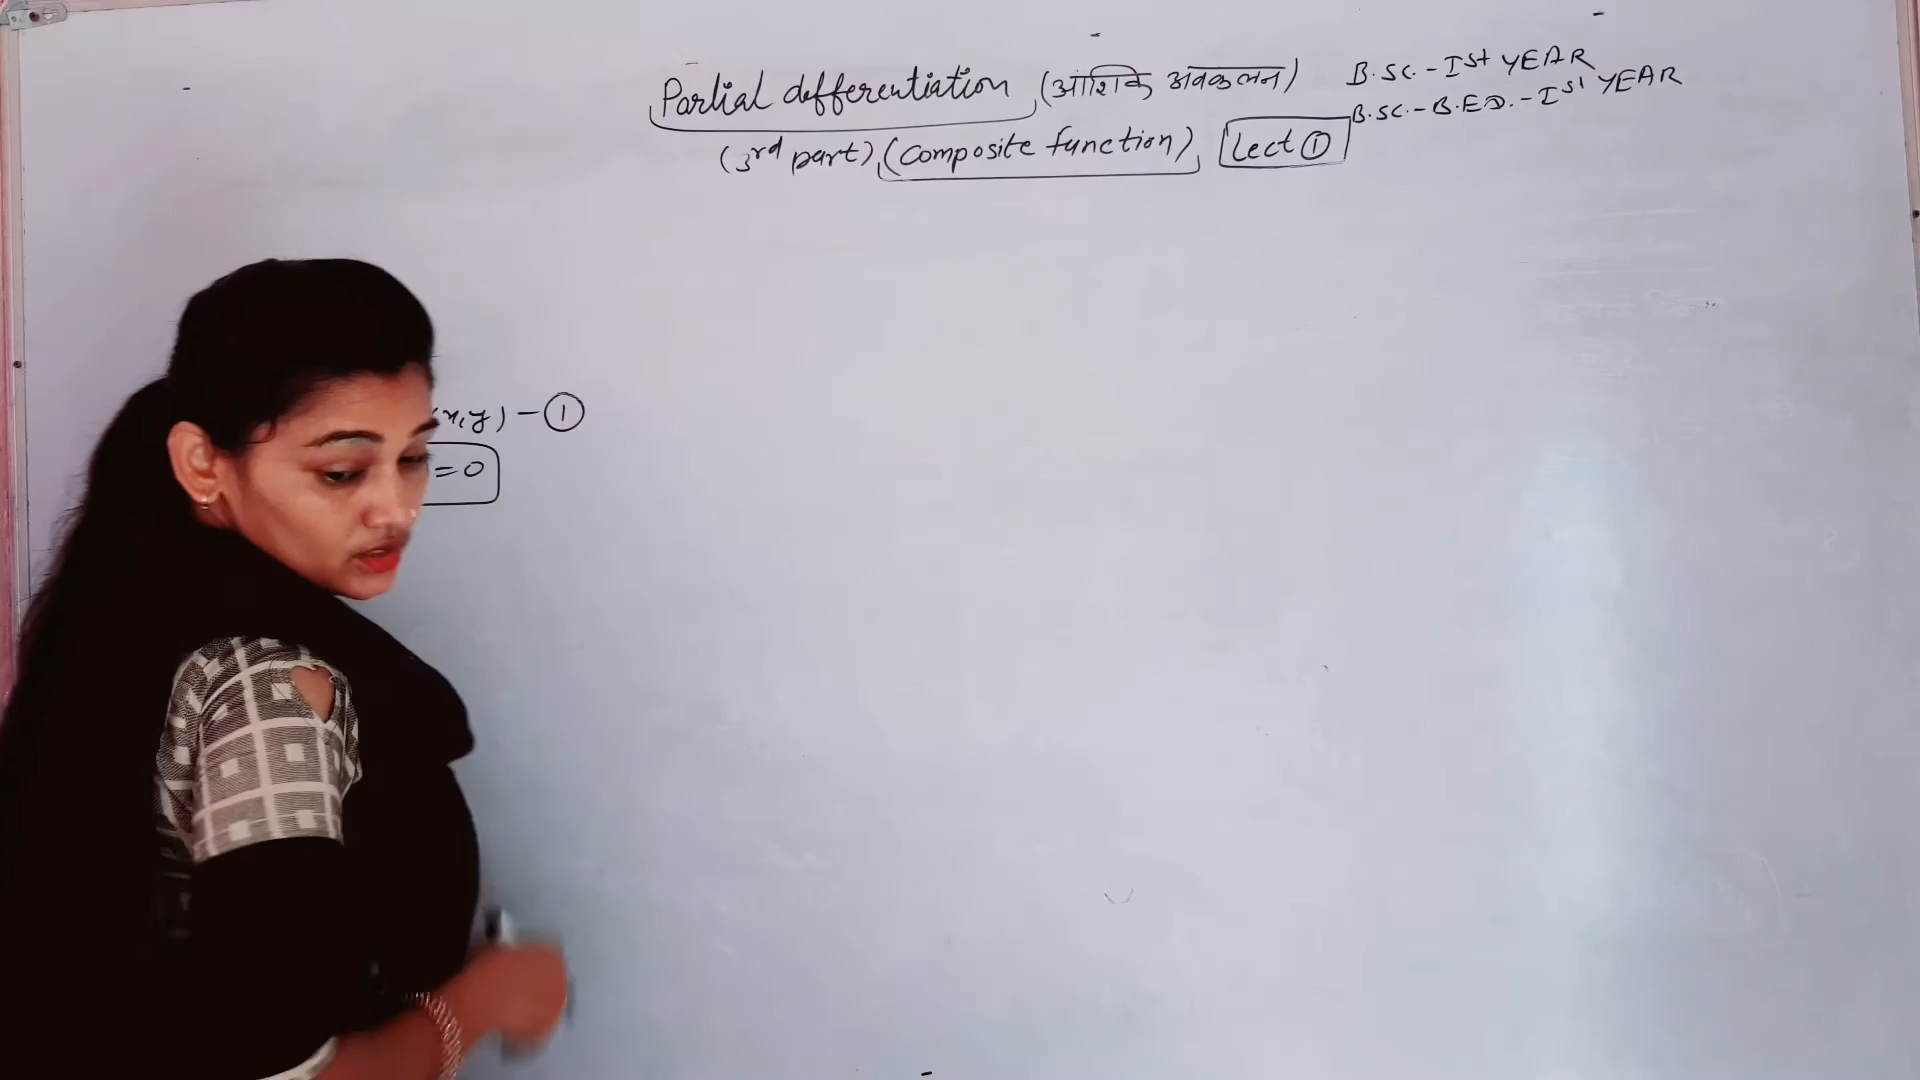 Partial differentiation (आंशिक अवकलन) B.SC.-Ist YEAR
B.SC.-B.ED.-Ist YEAR
(3rd part) (Composite function) Lect ①
(x,y) - ①
=0